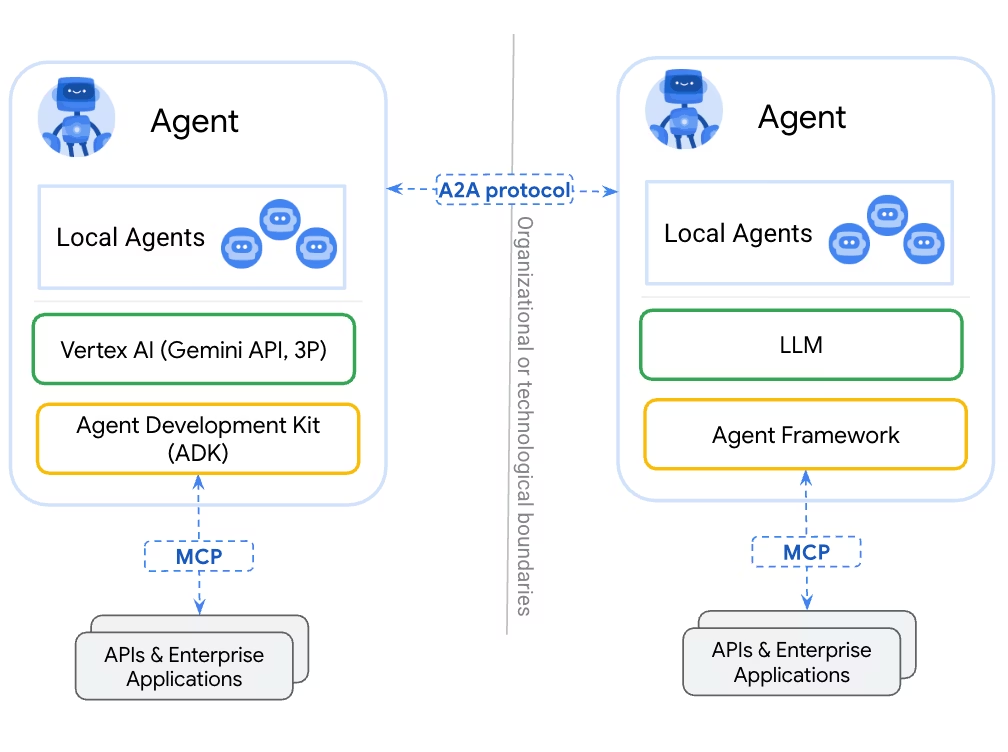 Agent
Local Agents
Vertex AI (Gemini API, 3P)
Agent Development Kit
(ADK)
MCP
APIs & Enterprise
Applications
A2A protocol
Organizational or technological boundaries
Agent
Local Agents
LLM
Agent Framework
MCP
APIs & Enterprise
Applications